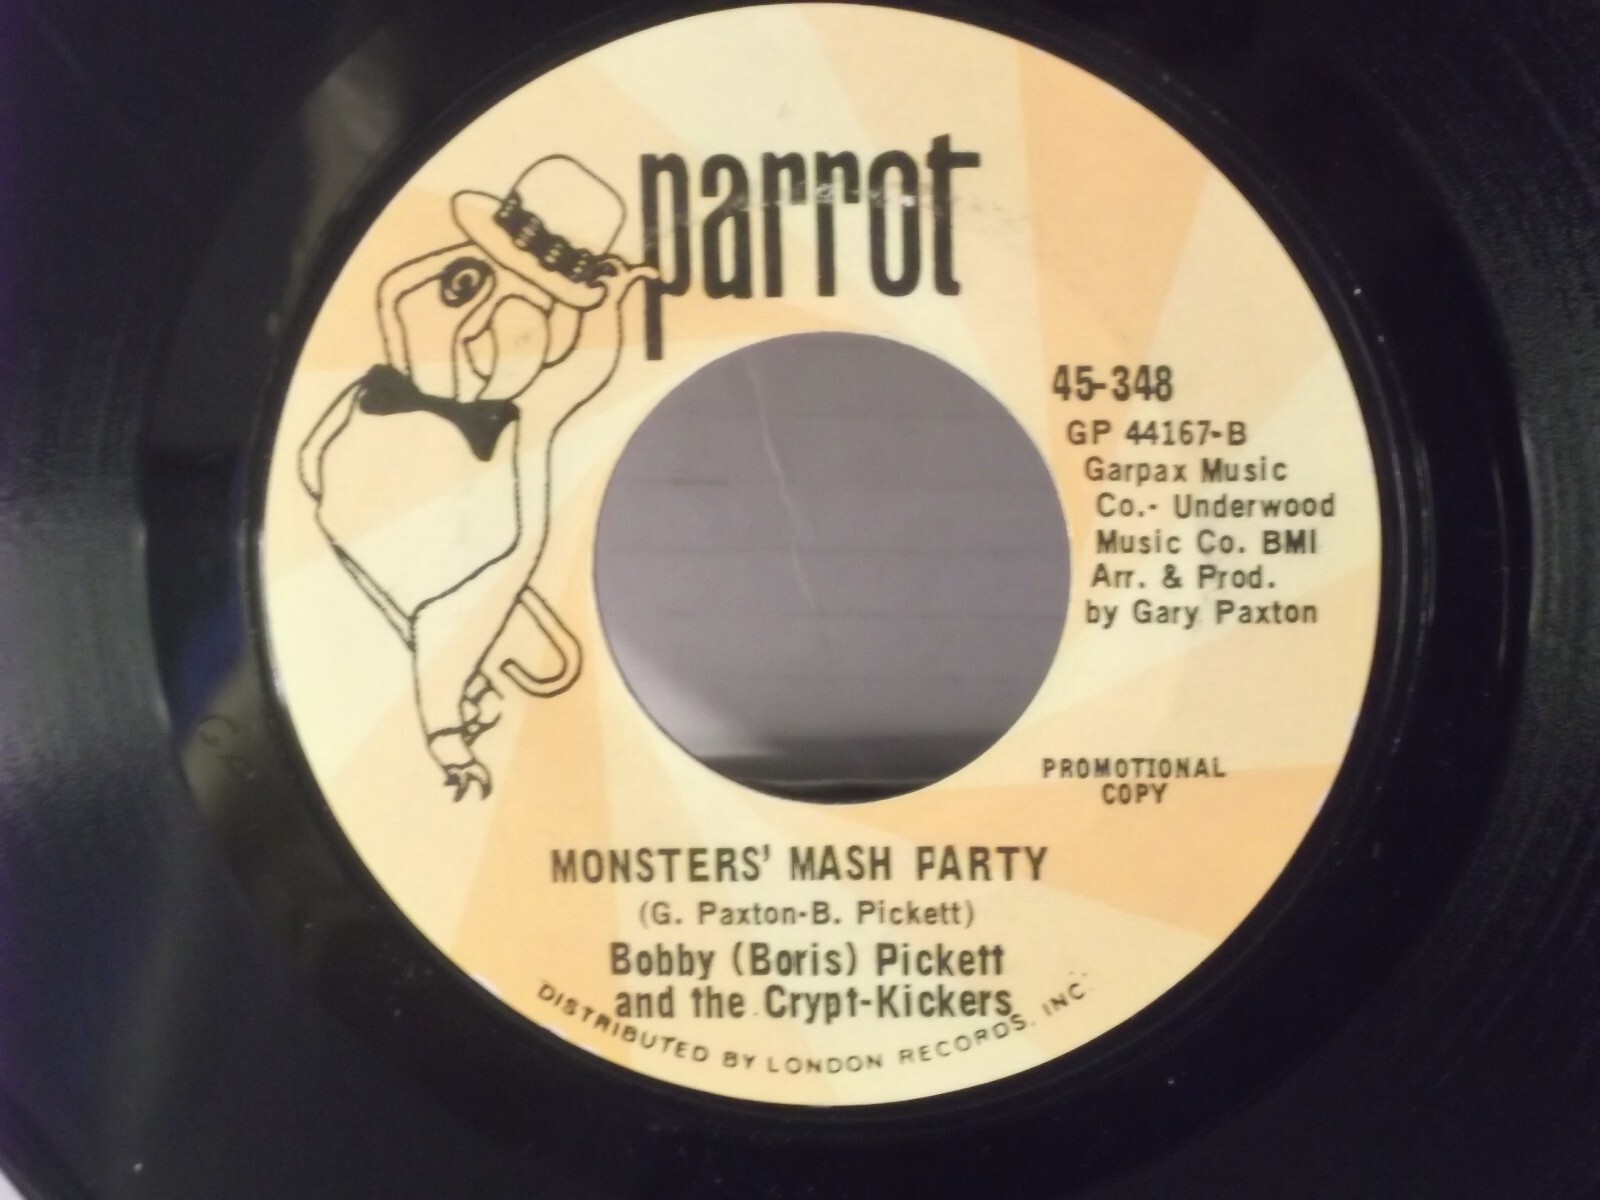 parrot
45-348
GP 44167-B
Garpax Music
Co.- Underwood
Music Co. BMI
Arr. & Prod.
by Gary Paxton
PROMOTIONAL
COPY
MONSTERS' MASH PARTY
(G. Paxton-B. Pickett)
Bobby (Boris) Pickett
and the Crypt-Kickers
DISTRIBUTED BY LONDON RECORDS, INC.